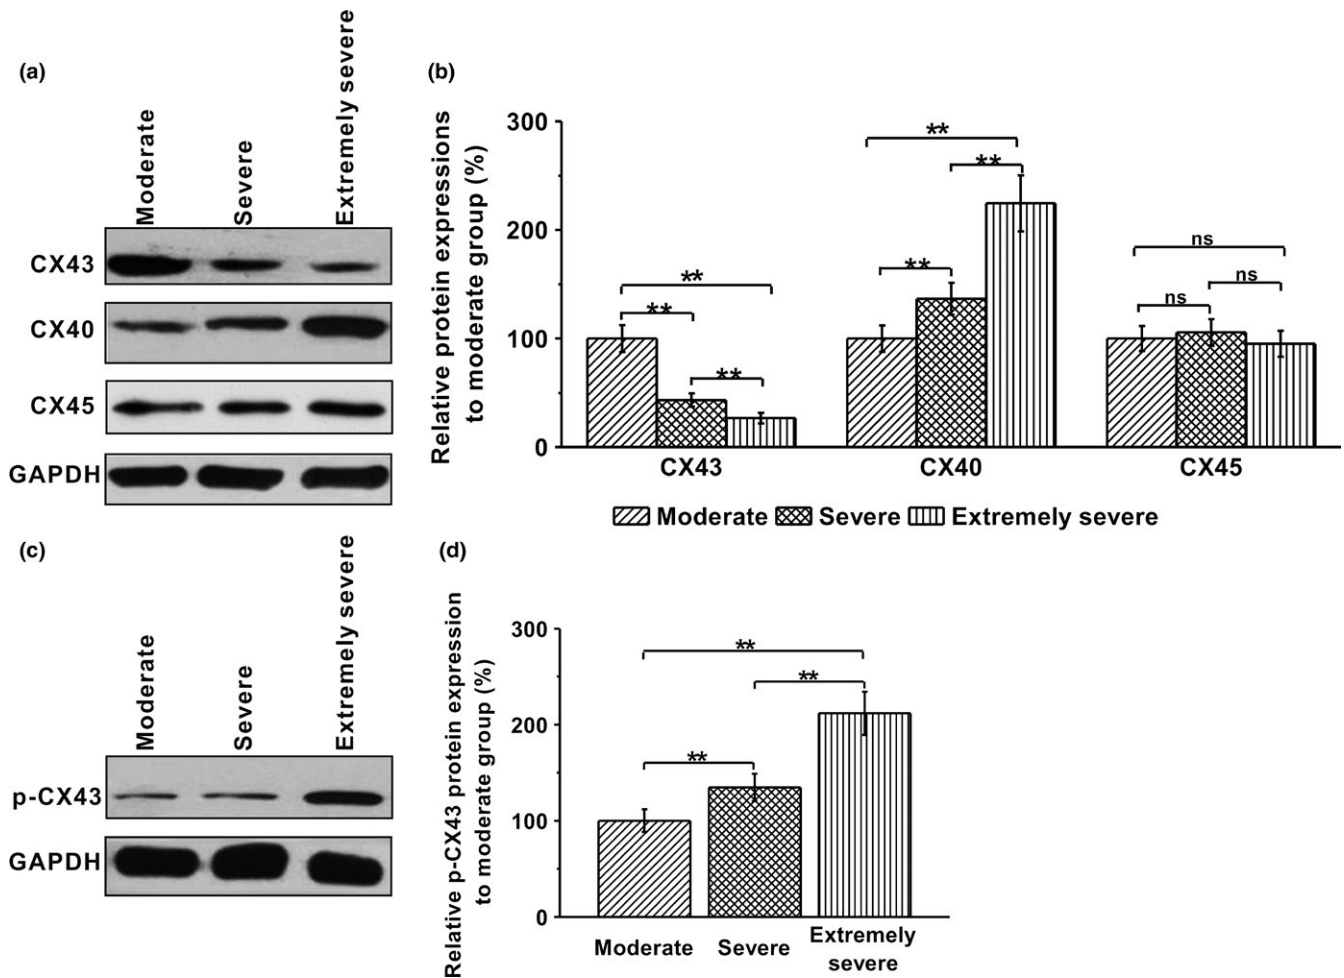 (a)
Moderate
Severe
Extremely severe
CX43
CX40
CX45
GAPDH
(b)
Relative protein expressions
to moderate group (%)
300
200
100
0
**
**
**
**
**
**
ns
ns
ns
CX43
CX40
CX45
Moderate
Severe
Extremely severe
(c)
Moderate
Severe
Extremely severe
p-CX43
GAPDH
(d)
Relative p-CX43 protein expression
to moderate group (%)
300
200
100
0
**
**
**
Moderate
Severe
Extremely
severe